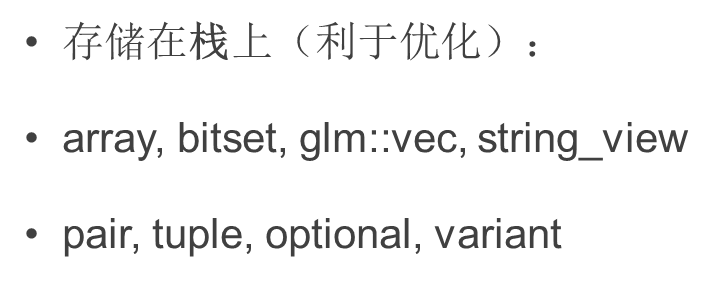 • 存储在栈上（利于优化）：
• array, bitset, glm::vec, string_view
• pair, tuple, optional, variant